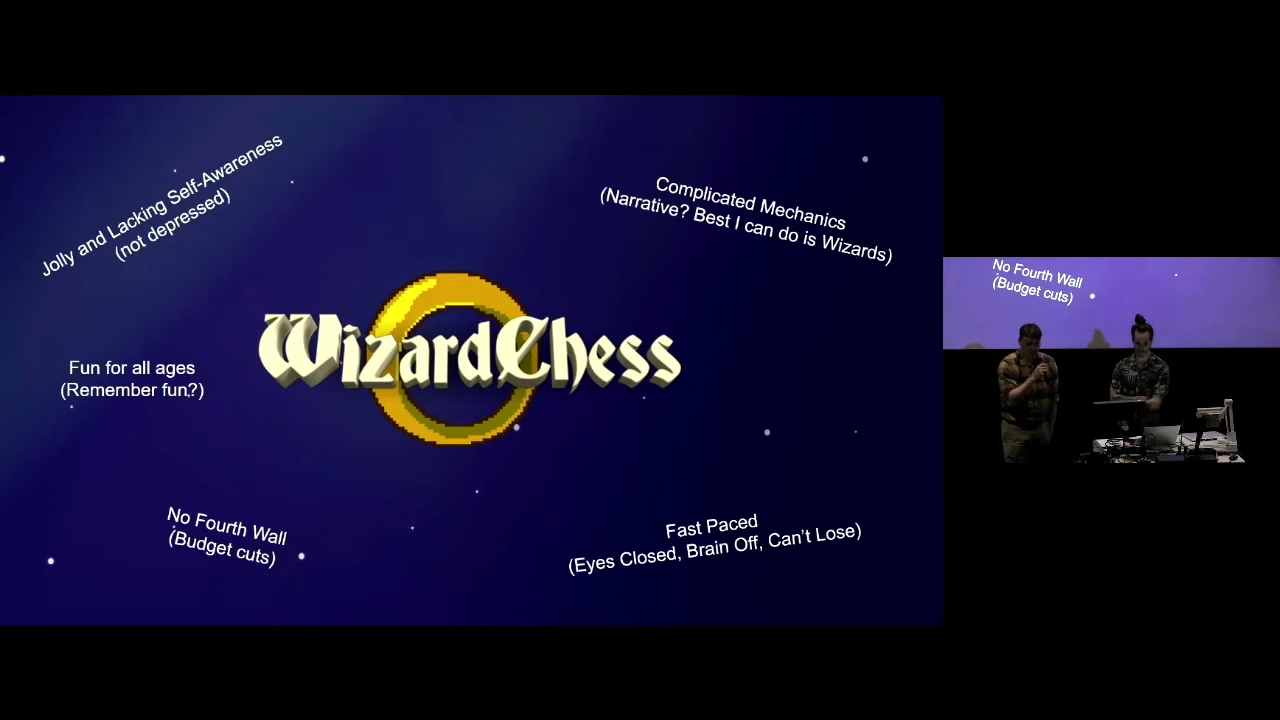 Jolly and Lacking Self-Awareness
(not depressed)
Complicated Mechanics
(Narrative? Best I can do is Wizards)
WizardChess
Fun for all ages
(Remember fun?)
No Fourth Wall
(Budget cuts)
Fast Paced
(Eyes Closed, Brain Off, Can't Lose)
No Fourth Wall
(Budget cuts)